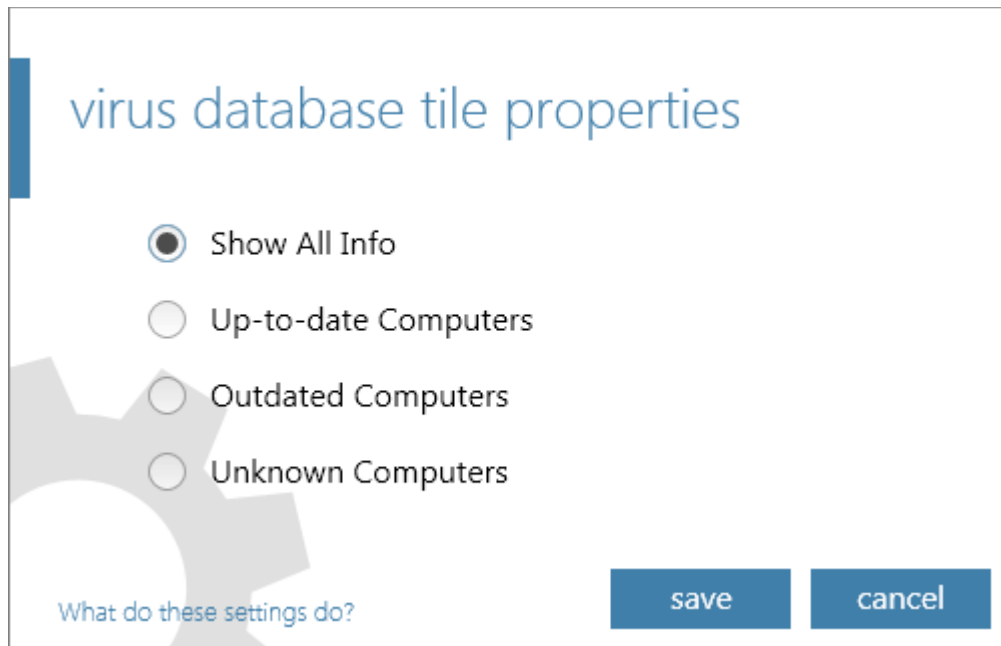 virus database tile properties
Show All Info
Up-to-date Computers
Outdated Computers
Unknown Computers
What do these settings do?
save
cancel